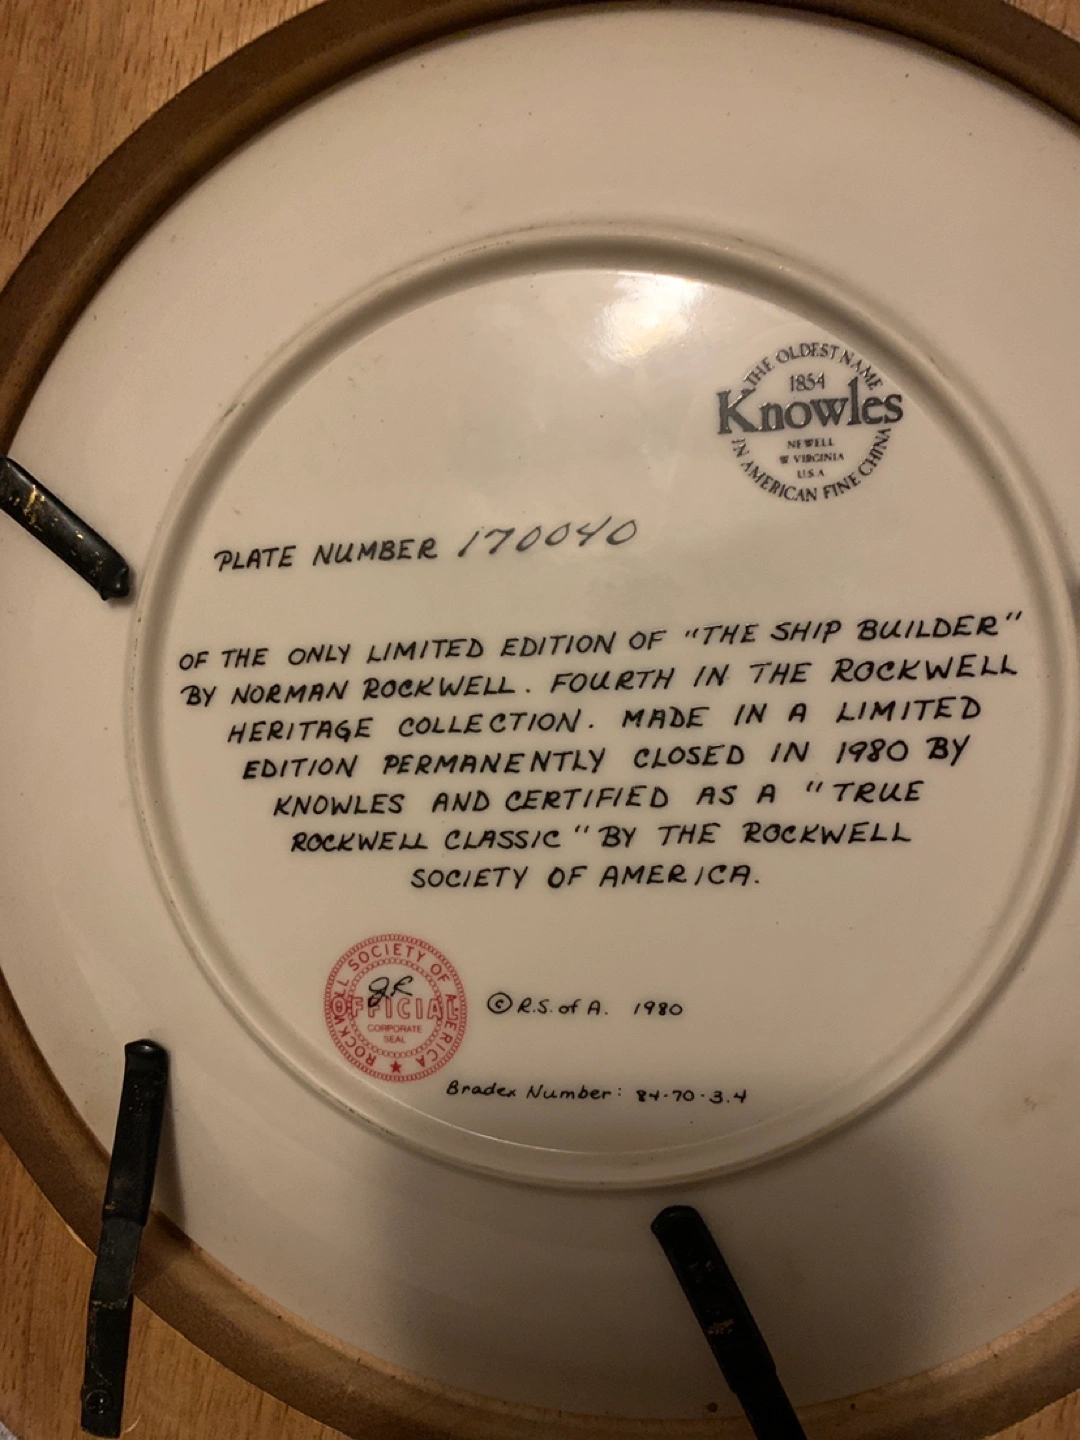 THE OLDEST NAME
1854
Knowles
NEWELL
W VIRGINIA
U.S.A
IN AMERICAN FINE CHINA
PLATE NUMBER 170040
OF THE ONLY LIMITED EDITION OF "THE SHIP BUILDER"
BY NORMAN ROCKWELL. FOURTH IN THE ROCKWELL
HERITAGE COLLECTION. MADE IN A LIMITED
EDITION PERMANENTLY CLOSED IN 1980 BY
KNOWLES AND CERTIFIED AS A "TRUE
ROCKWELL CLASSIC" BY THE ROCKWELL
SOCIETY OF AMERICA.
ROCKWELL SOCIETY OF AMERICA
OFFICIAL
CORPORATE
SEAL
© R.S. of A. 1980
Bradex Number: 84-70-3.4